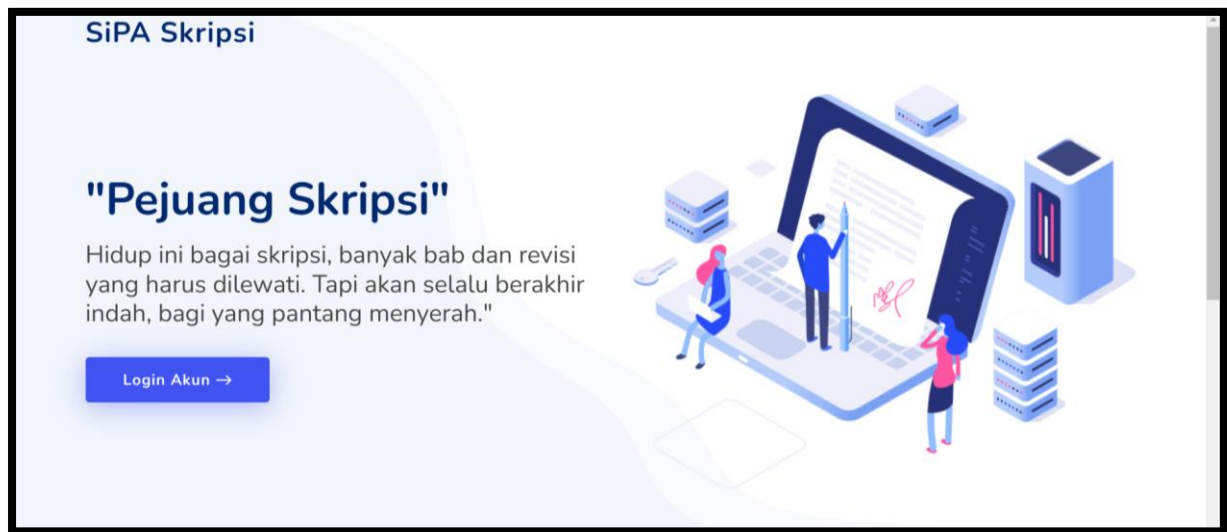 SiPA Skripsi
"Pejuang Skripsi"
Hidup ini bagai skripsi, banyak bab dan revisi
yang harus dilewati. Tapi akan selalu berakhir
indah, bagi yang pantang menyerah."
Login Akun →